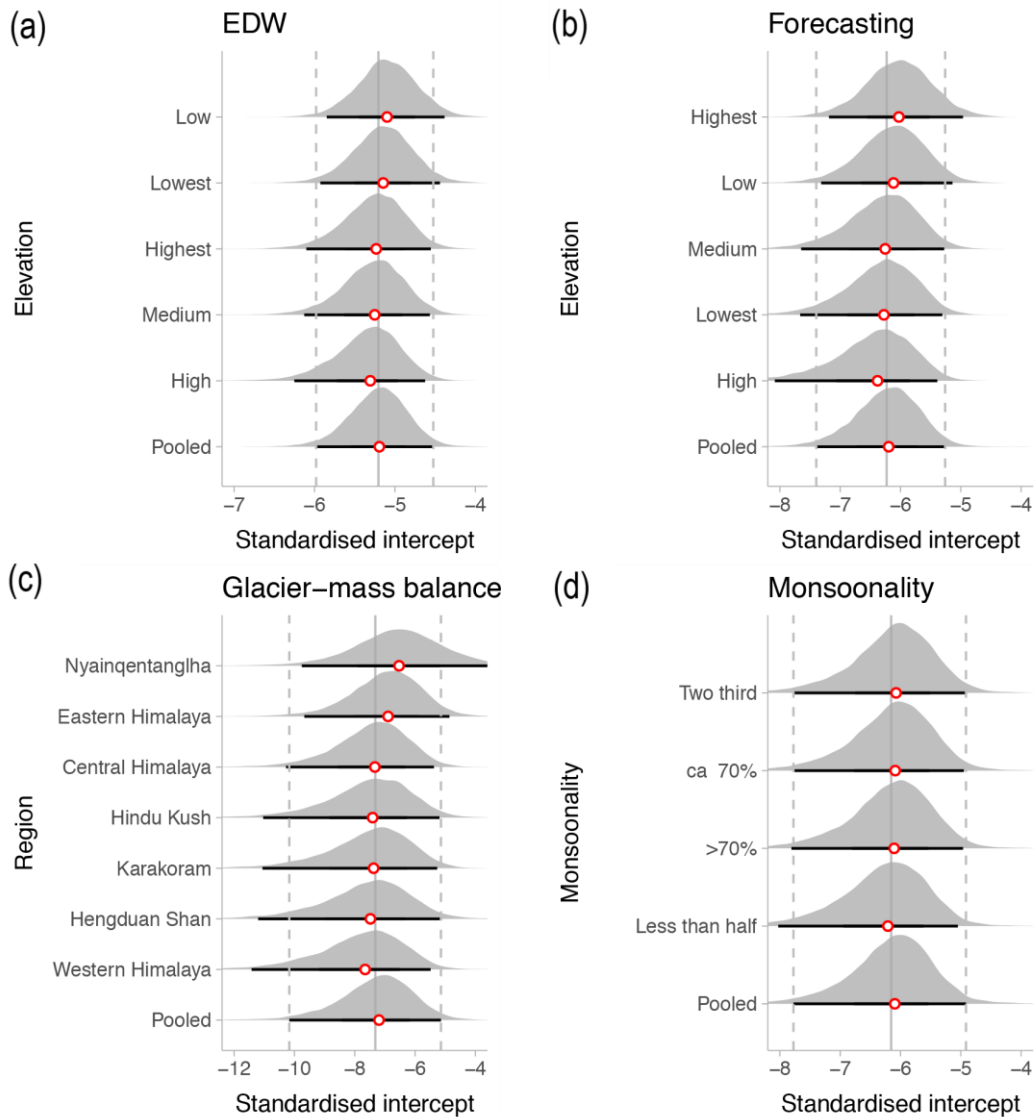 (a) EDW
Low
Lowest
Highest
Medium
High
Pooled
Elevation
−7 −6 −5 −4
Standardised intercept
(b) Forecasting
Highest
Low
Medium
Lowest
High
Pooled
Elevation
−8 −7 −6 −5 −4
Standardised intercept
(c) Glacier−mass balance
Nyainqentanglha
Eastern Himalaya
Central Himalaya
Hindu Kush
Karakoram
Hengduan Shan
Western Himalaya
Pooled
Region
−12 −10 −8 −6 −4
Standardised intercept
(d) Monsoonality
Two third
ca 70%
>70%
Less than half
Pooled
Monsoonality
−8 −7 −6 −5 −4
Standardised intercept